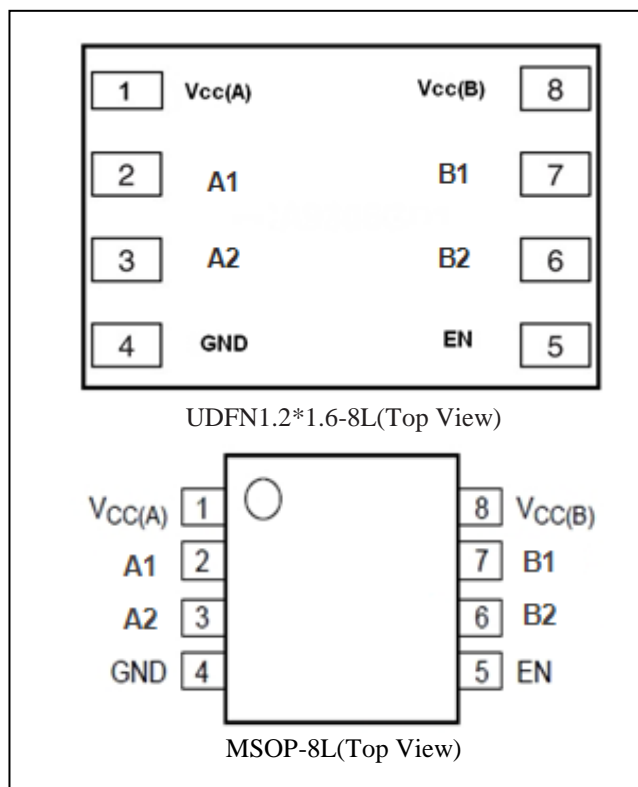 1 Vcc(A) Vcc(B) 8
2 A1 B1 7
3 A2 B2 6
4 GND EN 5
UDFN1.2*1.6-8L(Top View)
VCC(A) 1 8 VCC(B)
A1 2 7 B1
A2 3 6 B2
GND 4 5 EN
MSOP-8L(Top View)